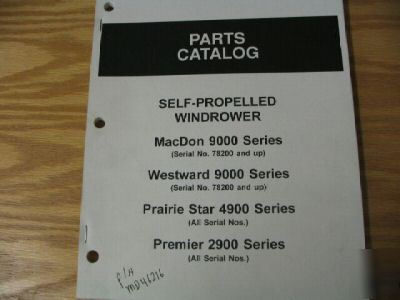 PARTS
CATALOG
SELF-PROPELLED
WINDROWER
MacDon 9000 Series
(Serial No. 78200 and up)
Westward 9000 Series
(Serial No. 78200 and up)
Prairie Star 4900 Series
(All Serial Nos.)
Premier 2900 Series
(All Serial Nos.)
P/N
MD46216